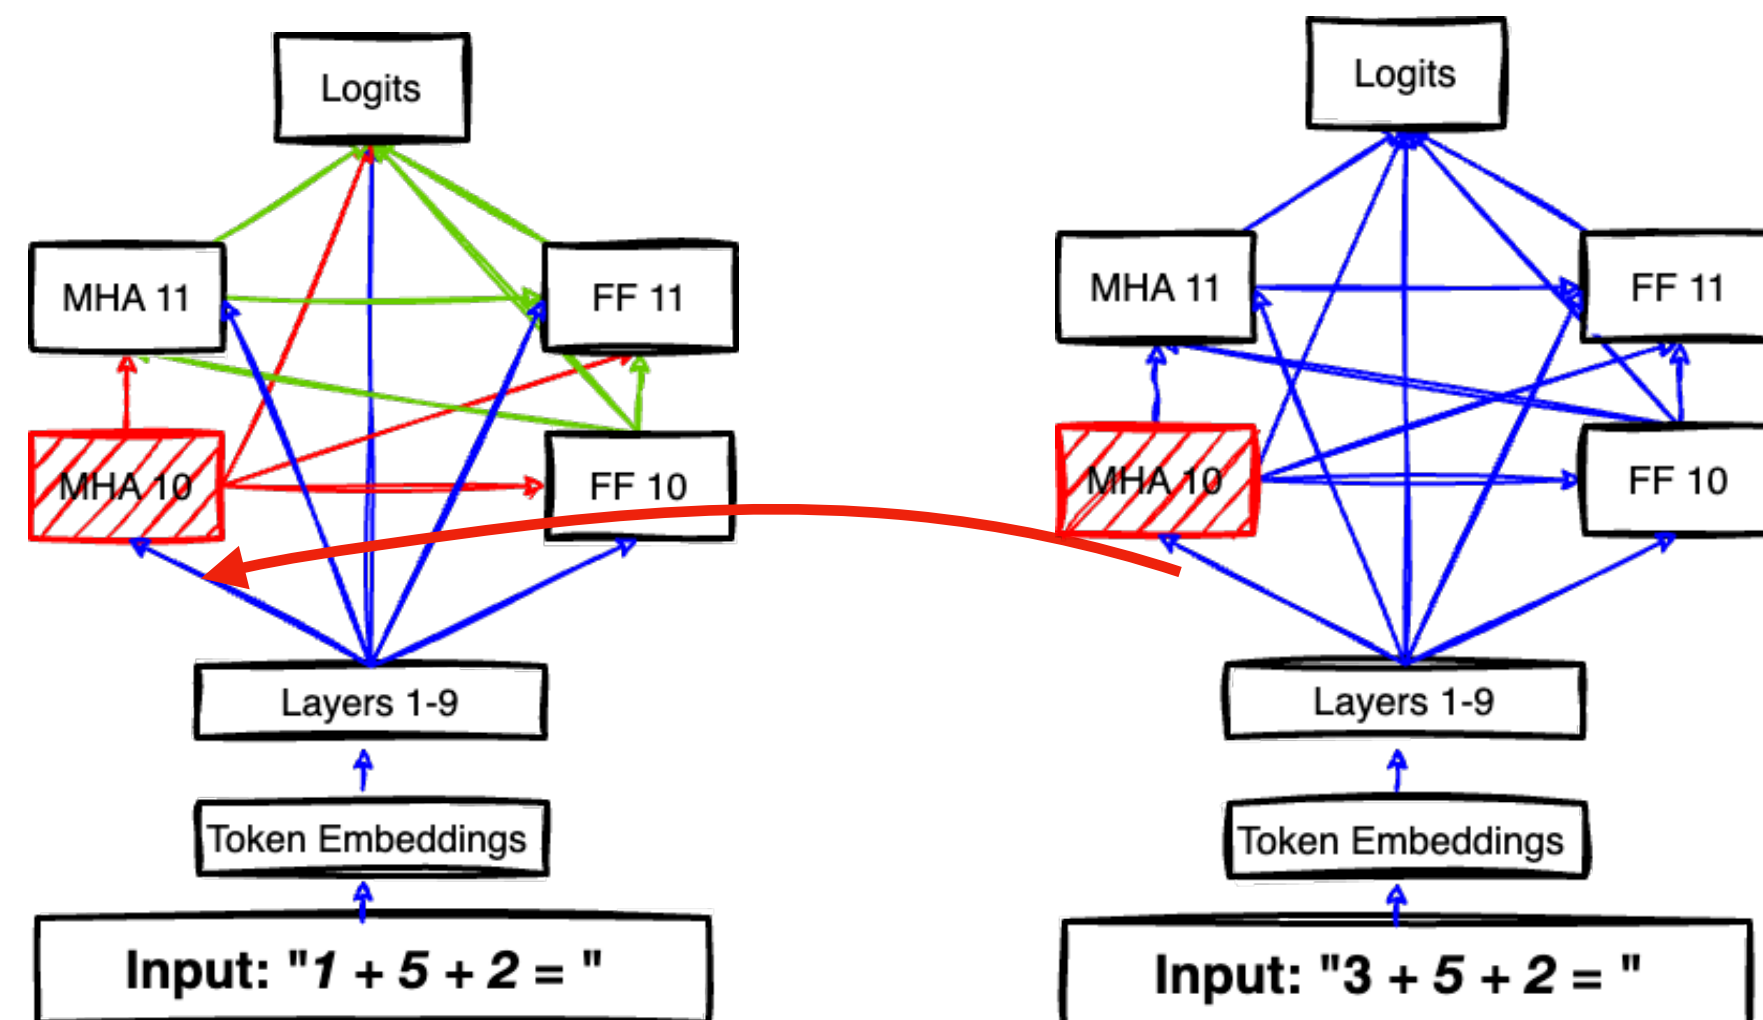 Logits
MHA 11
FF 11
MHA 10
FF 10
Layers 1-9
Token Embeddings
Input: "1 + 5 + 2 = "
Logits
MHA 11
FF 11
MHA 10
FF 10
Layers 1-9
Token Embeddings
Input: "3 + 5 + 2 = "